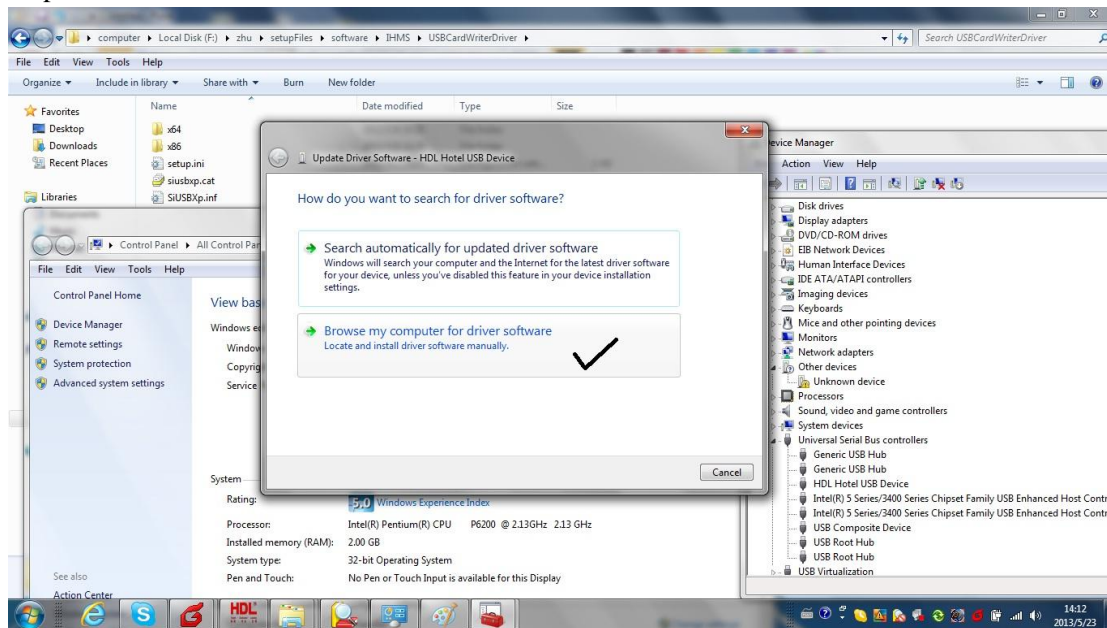 computer ▸ Local Disk (F:) ▸ zhu ▸ setupFiles ▸ software ▸ IHMS ▸ USBCardWriterDriver ▸
Search USBCardWriterDriver
File Edit View Tools Help
Organize ▾ Include in library ▾ Share with ▾ Burn New folder
Favorites
Desktop
Downloads
Recent Places
Libraries
Name Date modified Type Size
x64
x86
setup.ini
siusbxp.cat
SiUSBXp.inf
Control Panel ▸ All Control Par
File Edit View Tools Help
Control Panel Home
Device Manager
Remote settings
System protection
Advanced system settings
See also
Action Center
View bas
Windows ed
Window
Copyrig
Service
System
Rating: 5.0 Windows Experience Index
Processor: Intel(R) Pentium(R) CPU P6200 @ 2.13GHz 2.13 GHz
Installed memory (RAM): 2.00 GB
System type: 32-bit Operating System
Pen and Touch: No Pen or Touch Input is available for this Display
Update Driver Software - HDL Hotel USB Device
How do you want to search for driver software?
Search automatically for updated driver software
Windows will search your computer and the Internet for the latest driver software
for your device, unless you've disabled this feature in your device installation
settings.
Browse my computer for driver software
Locate and install driver software manually.
Cancel
evice Manager
Action View Help
Disk drives
Display adapters
DVD/CD-ROM drives
EIB Network Devices
Human Interface Devices
IDE ATA/ATAPI controllers
Imaging devices
Keyboards
Mice and other pointing devices
Monitors
Network adapters
Other devices
Unknown device
Processors
Sound, video and game controllers
System devices
Universal Serial Bus controllers
Generic USB Hub
Generic USB Hub
HDL Hotel USB Device
Intel(R) 5 Series/3400 Series Chipset Family USB Enhanced Host Contr
Intel(R) 5 Series/3400 Series Chipset Family USB Enhanced Host Contr
USB Composite Device
USB Root Hub
USB Root Hub
USB Virtualization
HDL
14:12
2013/5/23